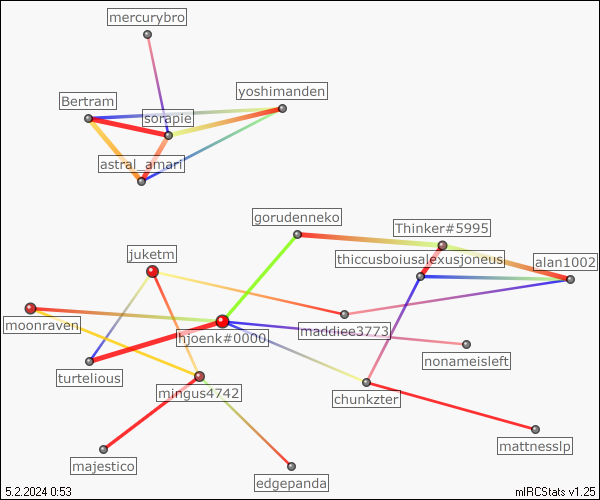 mercurybro
yoshimanden
Bertram
sorapie
astral_amari
gorudenneko
Thinker#5995
thiccusboiusalexusjoneus
alan1002
juketm
moonraven
hjoenk#0000
maddiee3773
nonameisleft
turtelious
mingus4742
chunkzter
majestico
edgepanda
mattnesslp
5.2.2024 0:53
mIRCStats v1.25